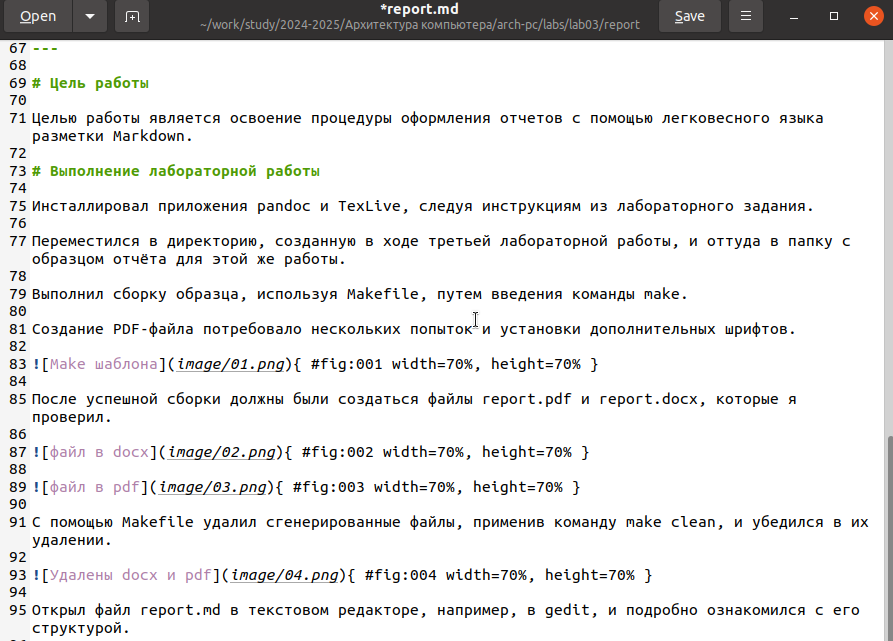 Open
*report.md
~/work/study/2024-2025/Архитектура компьютера/arch-pc/labs/lab03/report
Save
67 ---
68
69 # Цель работы
70
71 Целью работы является освоение процедуры оформления отчетов с помощью легковесного языка
разметки Markdown.
72
73 # Выполнение лабораторной работы
74
75 Инсталлировал приложения pandoc и TexLive, следуя инструкциям из лабораторного задания.
76
77 Переместился в директорию, созданную в ходе третьей лабораторной работы, и оттуда в папку с
образцом отчёта для этой же работы.
78
79 Выполнил сборку образца, используя Makefile, путем введения команды make.
80
81 Создание PDF-файла потребовало нескольких попыток и установки дополнительных шрифтов.
82
83 ![Make шаблона](image/01.png){ #fig:001 width=70%, height=70% }
84
85 После успешной сборки должны были создаться файлы report.pdf и report.docx, которые я
проверил.
86
87 ![файл в docx](image/02.png){ #fig:002 width=70%, height=70% }
88
89 ![файл в pdf](image/03.png){ #fig:003 width=70%, height=70% }
90
91 С помощью Makefile удалил сгенерированные файлы, применив команду make clean, и убедился в их
удалении.
92
93 ![Удалены docx и pdf](image/04.png){ #fig:004 width=70%, height=70% }
94
95 Открыл файл report.md в текстовом редакторе, например, в gedit, и подробно ознакомился с его
структурой.